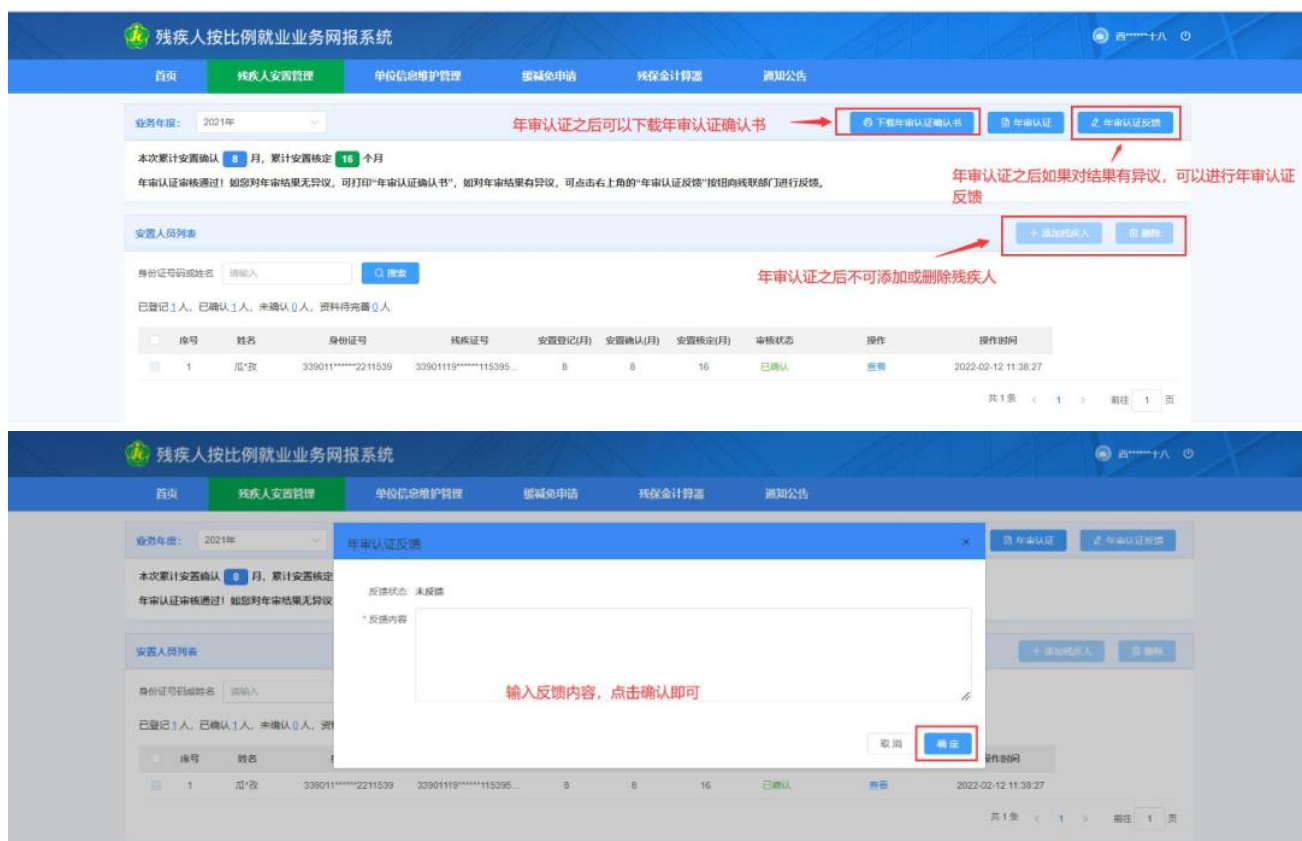 残疾人按比例就业业务网报系统
西******十八
首页 残疾人安置管理 单位信息维护管理 缓减免申请 残保金计算器 通知公告
业务年度： 2021年 年审认证之后可以下载年审认证确认书 下载年审认证确认书 年审认证 年审认证反馈
本次累计安置确认 8 月，累计安置核定 16 个月
年审认证审核通过！如您对年审结果无异议，可打印“年审认证确认书”，如对年审结果有异议，可点击右上角的“年审认证反馈”按钮向残联部门进行反馈。
年审认证之后如果对结果有异议，可以进行年审认证
反馈
安置人员列表 + 添加残疾人 删除
身份证号码或姓名 请输入 搜索 年审认证之后不可添加或删除残疾人
已登记1人，已确认1人，未确认0人，资料待完善0人
序号 姓名 身份证号 残疾证号 安置登记(月) 安置确认(月) 安置核定(月) 审核状态 操作 操作时间
1 瓜*孜 339011******2211539 33901119******115395... 8 8 16 已确认 查看 2022-02-12 11:38:27
共1条 < 1 > 前往 1 页
残疾人按比例就业业务网报系统
西******十八
首页 残疾人安置管理 单位信息维护管理 缓减免申请 残保金计算器 通知公告
业务年度： 2021年 年审认证反馈 × 年审认证 年审认证反馈
本次累计安置确认 8 月，累计安置核定
反馈状态 未反馈
年审认证审核通过！如您对年审结果无异议
* 反馈内容
安置人员列表 + 添加残疾人 删除
身份证号码或姓名 请输入 输入反馈内容，点击确认即可
已登记1人，已确认1人，未确认0人，资
取消 确定
序号 姓名 操作时间
1 瓜*孜 339011******2211539 33901119******115395... 8 8 16 已确认 查看 2022-02-12 11:38:27
共1条 < 1 > 前往 1 页